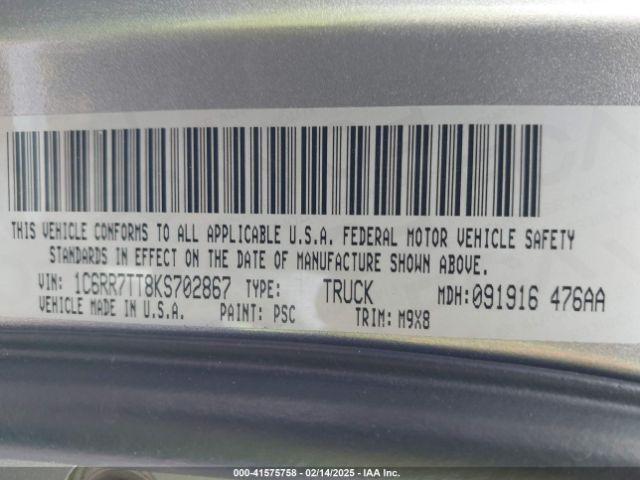 THIS VEHICLE CONFORMS TO ALL APPLICABLE U.S.A. FEDERAL MOTOR VEHICLE SAFETY
STANDARDS IN EFFECT ON THE DATE OF MANUFACTURE SHOWN ABOVE.
VIN: 1C6RR7TT8KS702867 TYPE: TRUCK MDH:091916 476AA
VEHICLE MADE IN U.S.A. PAINT: PSC TRIM: M9X8
000-41575758 - 02/14/2025 - IAA Inc.